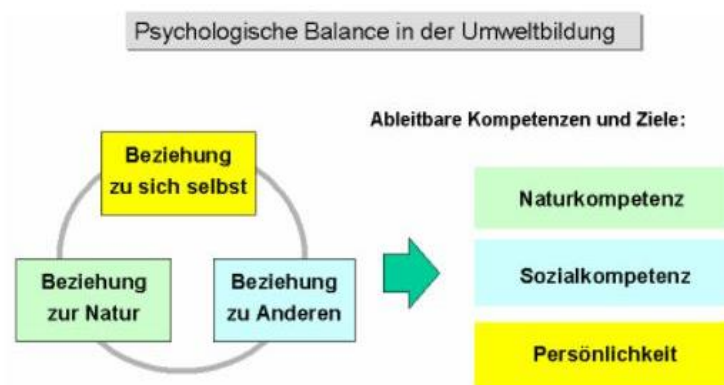 Psychologische Balance in der Umweltbildung
Ableitbare Kompetenzen und Ziele:
Beziehung
zu sich selbst
Beziehung
zur Natur
Beziehung
zu Anderen
Naturkompetenz
Sozialkompetenz
Persönlichkeit